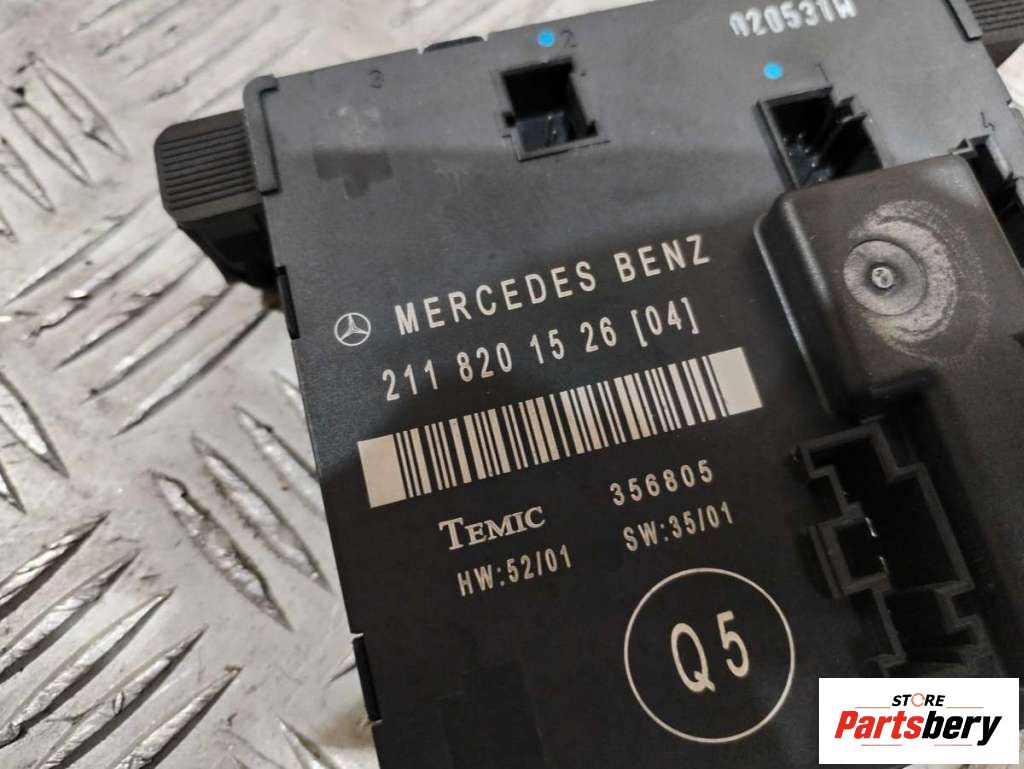 020531W
2
3
1
4
MERCEDES BENZ
211 820 15 26 [04]
TEMIC 356805
HW:52/01 SW:35/01
Q5
STORE
Partsbery